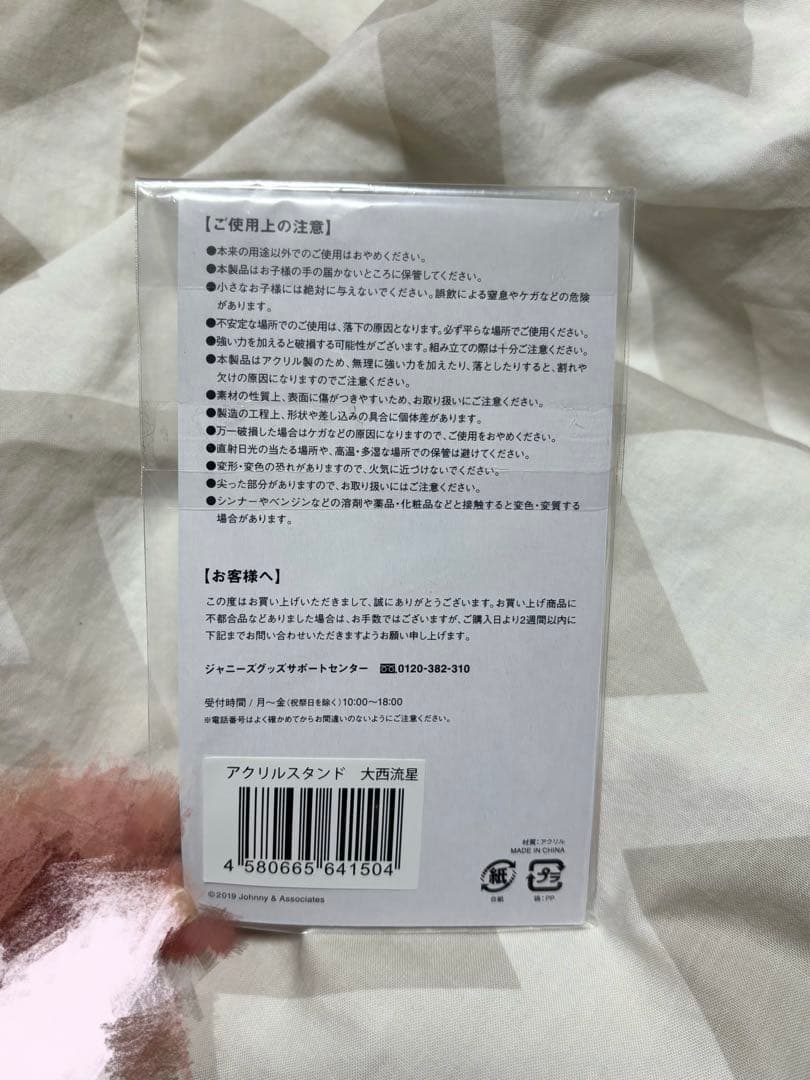 【ご使用上の注意】
●本来の用途以外でのご使用はおやめください。
●本製品はお子様の手の届かないところに保管してください。
●小さなお子様には絶対に与えないでください。誤飲による窒息やケガなどの危険
があります。
●不安定な場所でのご使用は、落下の原因となります。必ず平らな場所でご使用ください。
●強い力を加えると破損する可能性がございます。組み立ての際は十分ご注意ください。
●本製品はアクリル製のため、無理に強い力を加えたり、落としたりすると、割れや
欠けの原因になりますのでご注意ください。
●素材の性質上、表面に傷がつきやすいため、お取り扱いにご注意ください。
●製造の工程上、形状や差し込みの具合に個体差があります。
●万一破損した場合はケガなどの原因になりますので、ご使用をおやめください。
●直射日光の当たる場所や、高温・多湿な場所での保管は避けてください。
●変形・変色の恐れがありますので、火気に近づけないでください。
●尖った部分がありますので、お取り扱いにはご注意ください。
●シンナーやベンジンなどの溶剤や薬品・化粧品などと接触すると変色・変質する
場合があります。
【お客様へ】
この度はお買い上げいただきまして、誠にありがとうございます。お買い上げ商品に
不都合品などありました場合は、お手数ではございますが、ご購入日より2週間以内に
下記までお問い合わせいただきますようお願い申し上げます。
ジャニーズグッズサポートセンター 0120-382-310
受付時間 / 月〜金(祝祭日を除く)10:00〜18:00
※電話番号はよく確かめてからお間違いのないようにご注意ください。
アクリルスタンド 大西流星
4 580665 641504
©2019 Johnny & Associates
材質：アクリル
MADE IN CHINA
紙 プラ
台紙 袋：PP